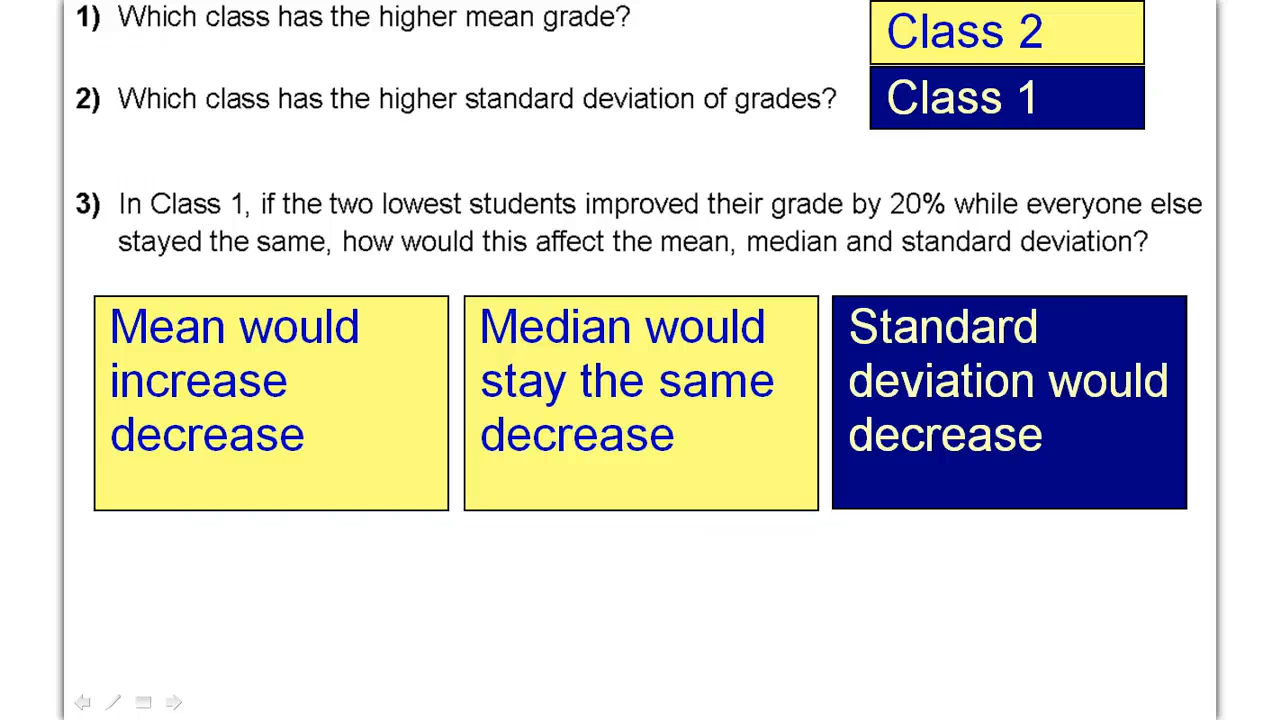 1) Which class has the higher mean grade?
Class 2
2) Which class has the higher standard deviation of grades?
Class 1
3) In Class 1, if the two lowest students improved their grade by 20% while everyone else
stayed the same, how would this affect the mean, median and standard deviation?
Mean would
increase
decrease
Median would
stay the same
decrease
Standard
deviation would
decrease